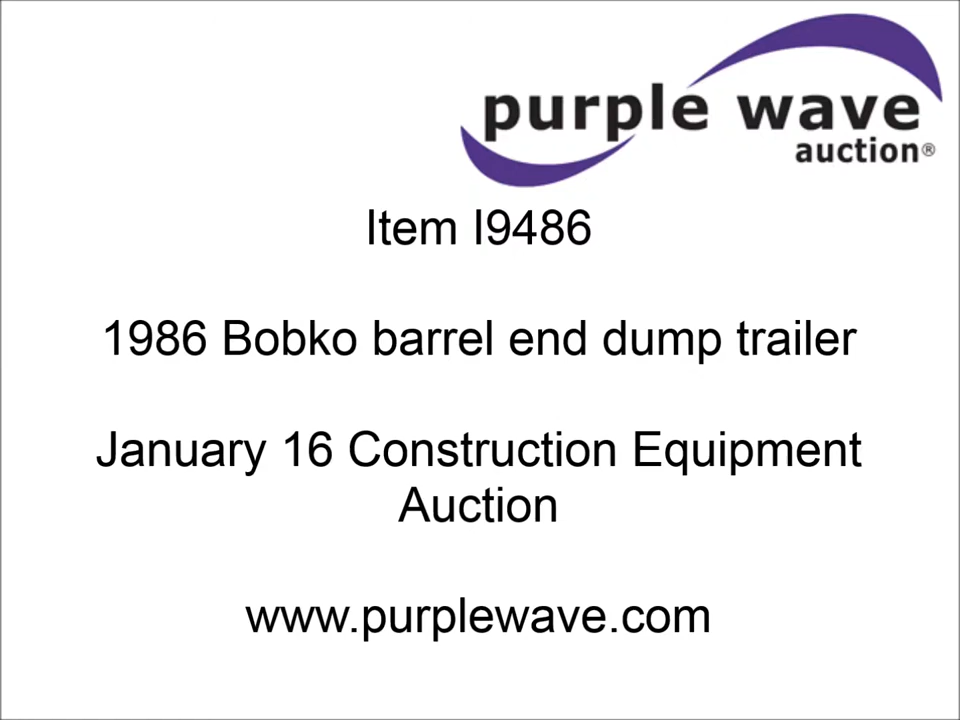 purple wave
auction®
Item I9486
1986 Bobko barrel end dump trailer
January 16 Construction Equipment
Auction
www.purplewave.com